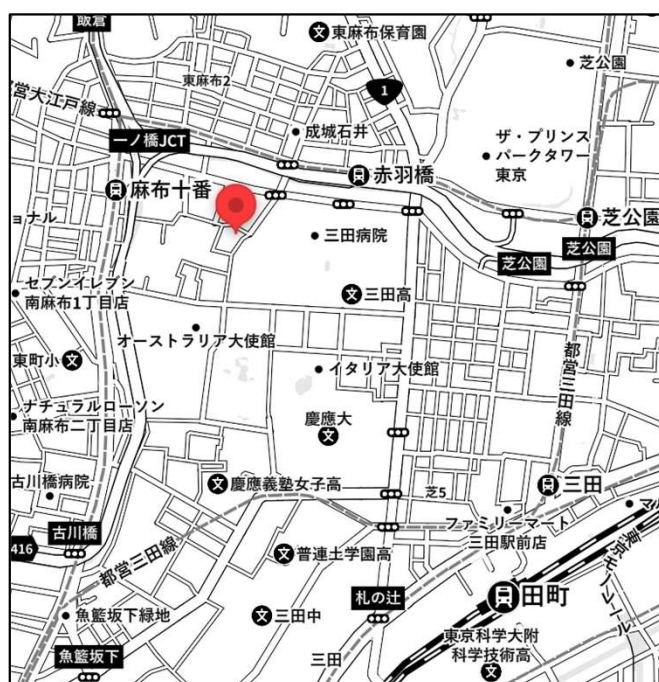 飯倉
東麻布保育園
芝公園
東麻布2
1
都営大江戸線
成城石井
ザ・プリンス
パークタワー
東京
一ノ橋JCT
赤羽橋
麻布十番
芝公園
ョナル
三田病院
芝公園
芝公園
セブンイレブン
南麻布1丁目店
三田高
オーストラリア大使館
都営三田線
東町小
イタリア大使館
ナチュラルローソン
南麻布二丁目店
慶應大
古川橋病院
慶應義塾女子高
芝5
三田
マ
ファミリーマート
三田駅前店
古川橋
416
都営三田線
普連土学園高
東京モノレール
札の辻
田町
魚籃坂下緑地
三田中
東京科学大附
科学技術高
三田
魚籃坂下